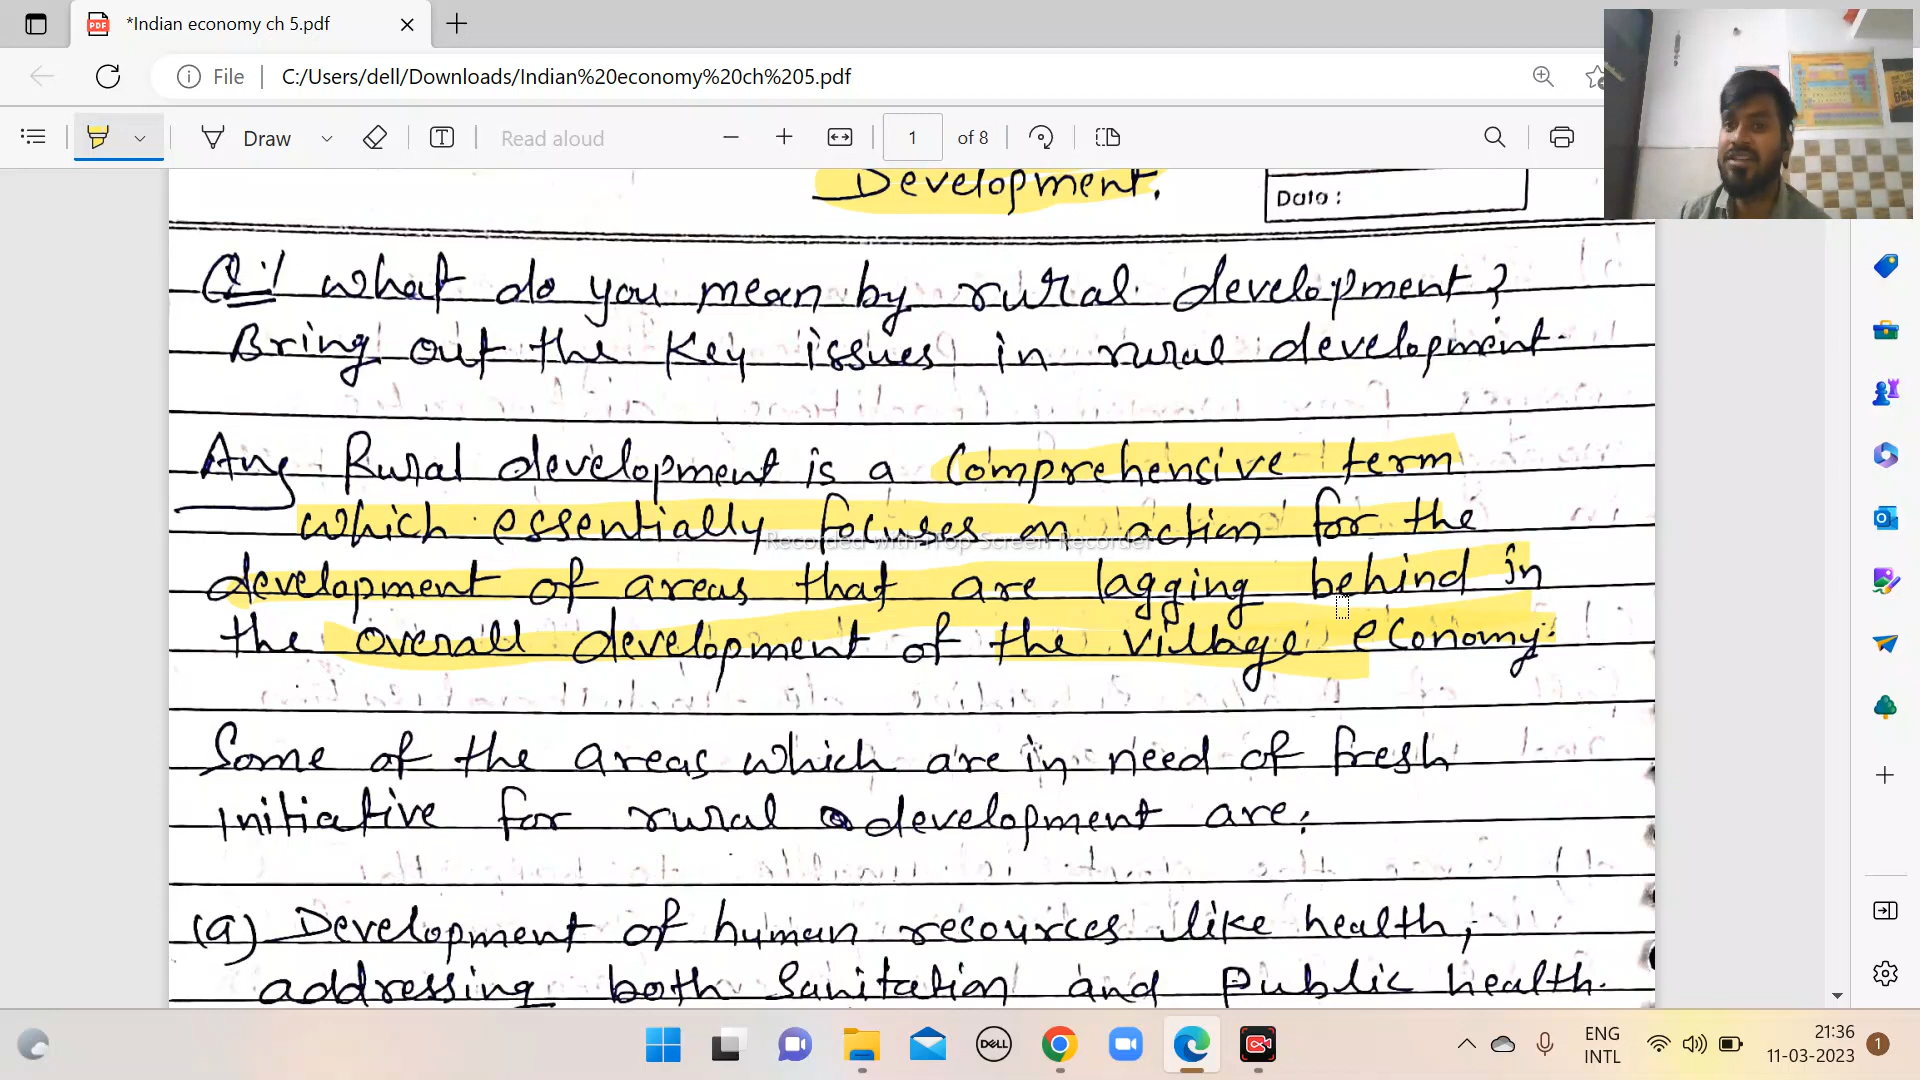 *Indian economy ch 5.pdf
File
C:/Users/dell/Downloads/Indian%20economy%20ch%205.pdf
Draw
Read aloud
1
of 8
Development.
Date :
Q.1 What do you mean by rural development?
Bring out the Key issues in rural development.
Ans Rural development is a Comprehensive term
which essentially focuses on action for the
development of areas that are lagging behind in
Recorded with iTop Screen Recorder
the overall development of the village economy.
Some of the areas which are in need of fresh
Initiative for rural development are:
(a) Development of human resources like health,
addressing both Sanitation and Public health.
DELL
ENG
INTL
21:36
11-03-2023
1